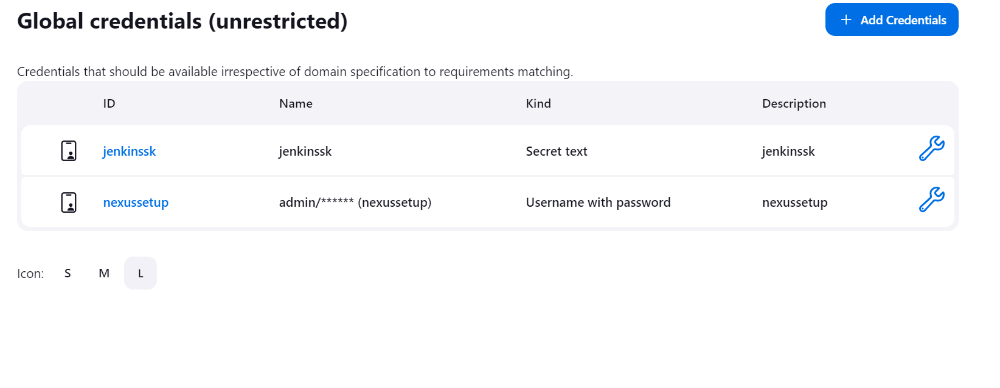 Global credentials (unrestricted)
+ Add Credentials
Credentials that should be available irrespective of domain specification to requirements matching.
ID Name Kind Description
jenkinssk jenkinssk Secret text jenkinssk
nexussetup admin/****** (nexussetup) Username with password nexussetup
Icon: S M L